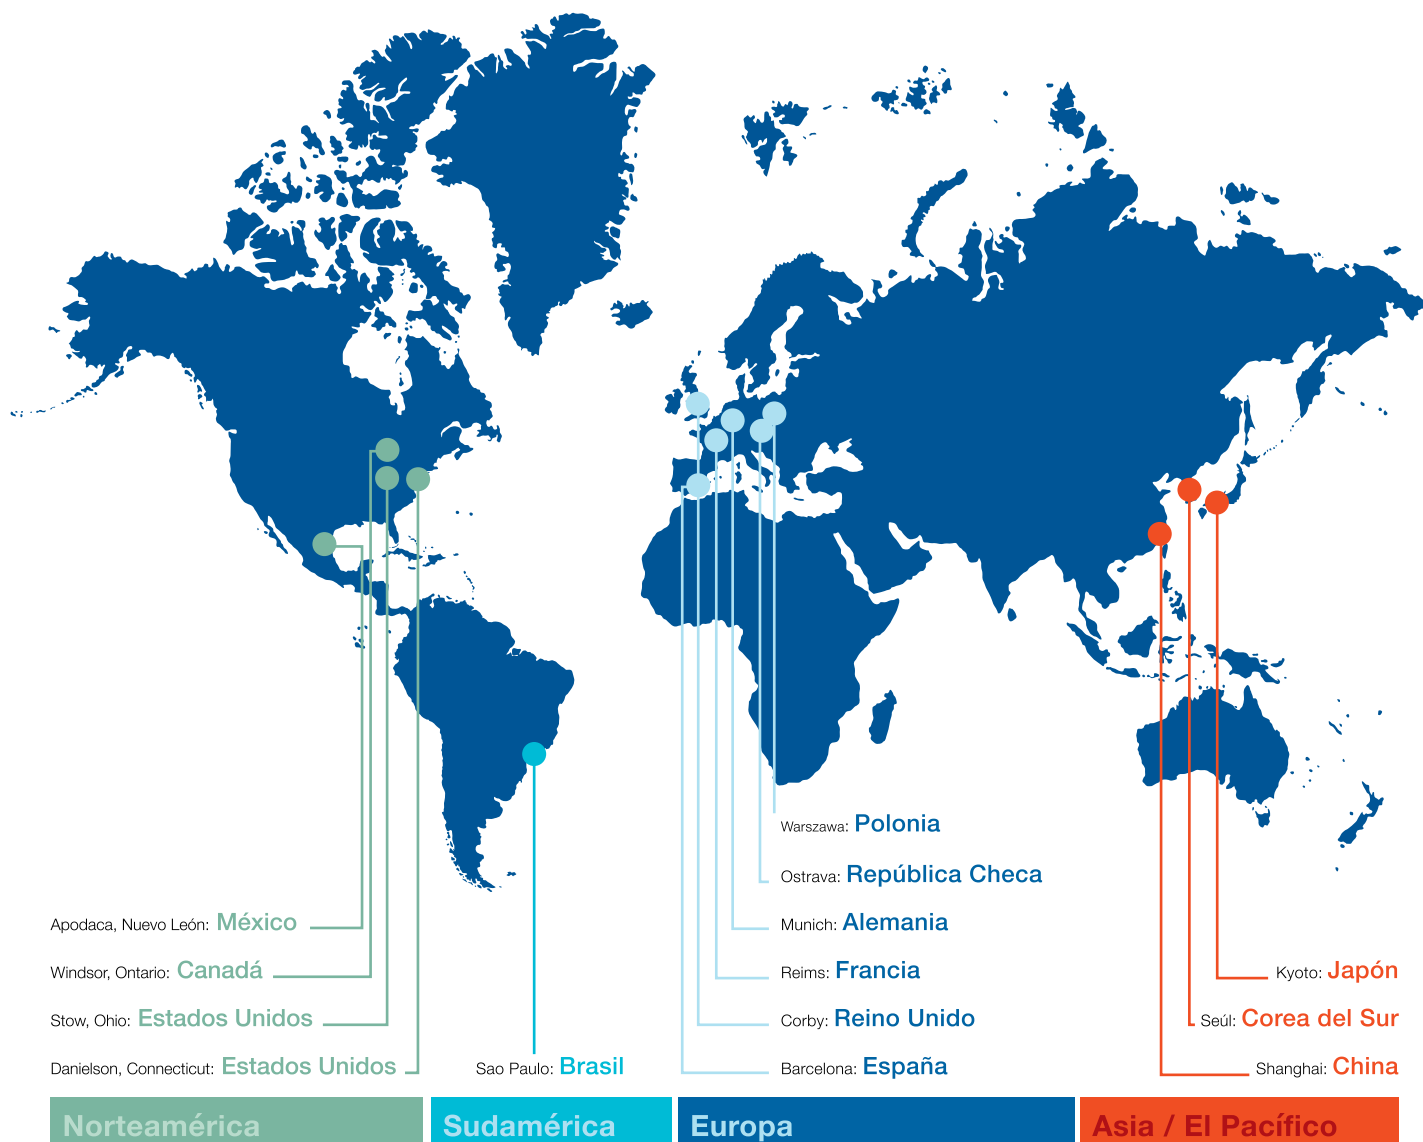 Warszawa: Polonia
Ostrava: República Checa
Apodaca, Nuevo León: México
Munich: Alemania
Windsor, Ontario: Canadá
Reims: Francia
Kyoto: Japón
Stow, Ohio: Estados Unidos
Corby: Reino Unido
Seúl: Corea del Sur
Danielson, Connecticut: Estados Unidos
Sao Paulo: Brasil
Barcelona: España
Shanghai: China
Norteamérica
Sudamérica
Europa
Asia / El Pacífico